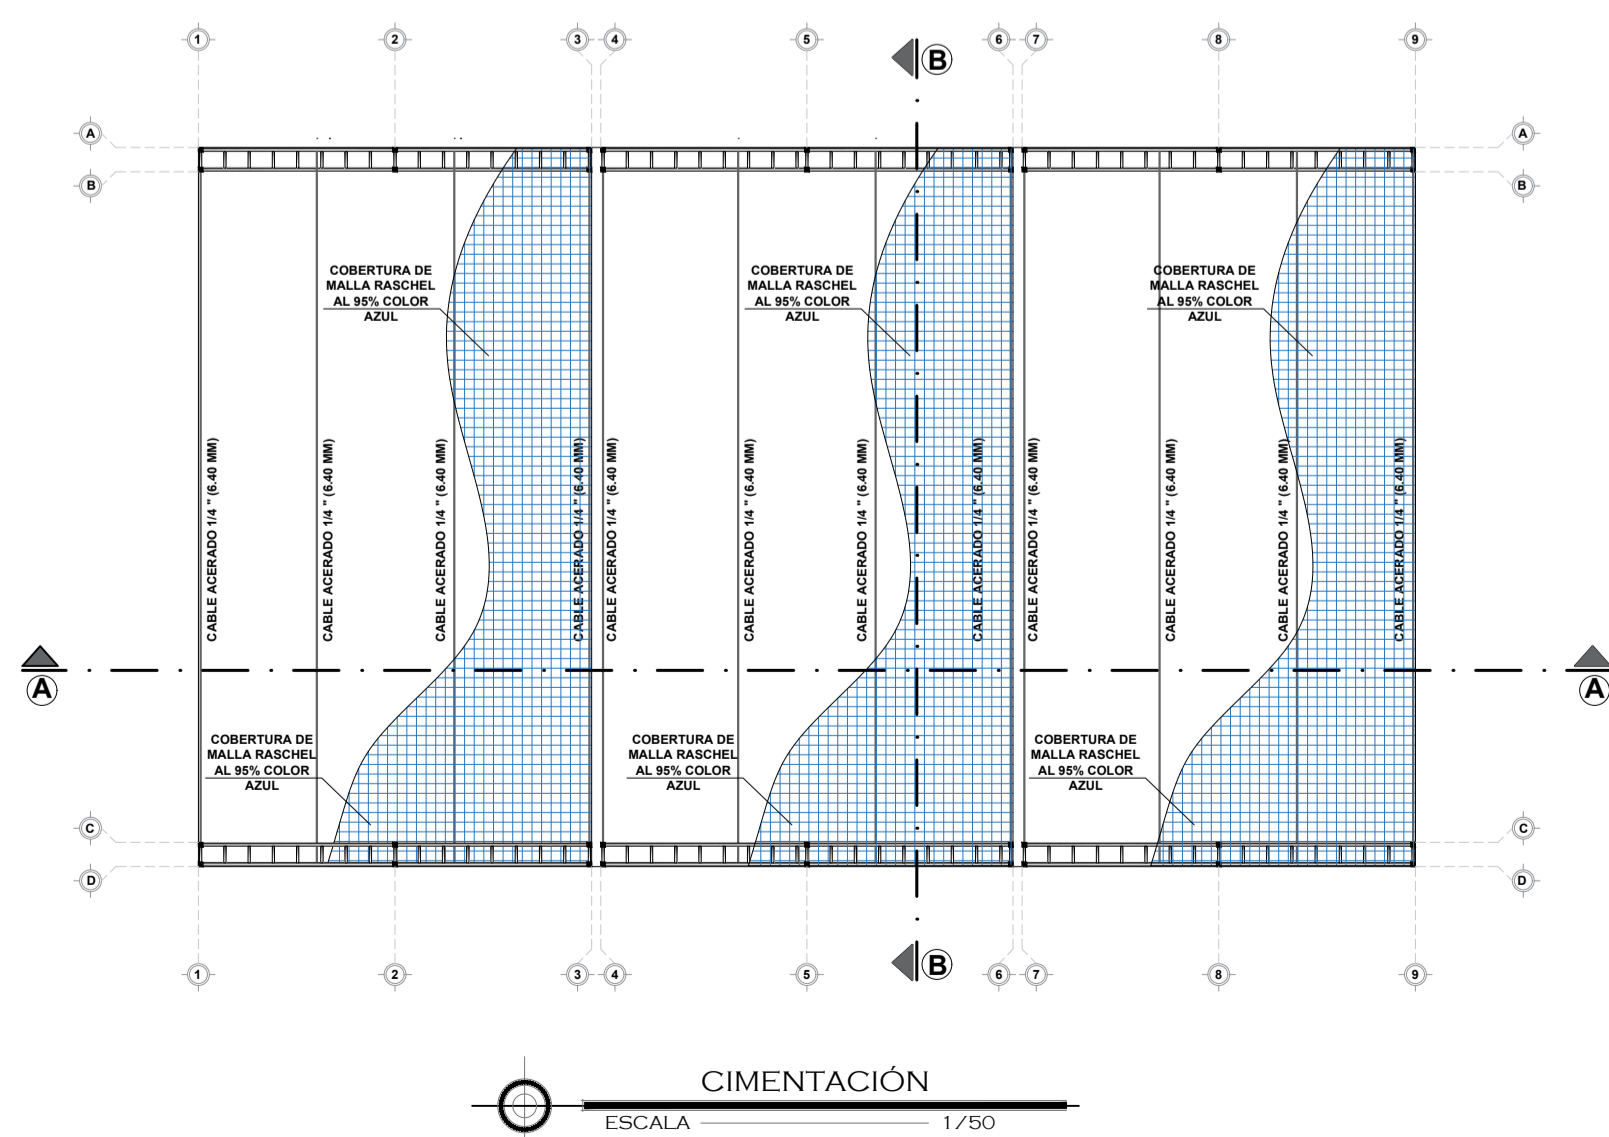 1 2 3 4 5 6 7 8 9
B
A A
B B
COBERTURA DE
MALLA RASCHEL
AL 95% COLOR
AZUL
COBERTURA DE
MALLA RASCHEL
AL 95% COLOR
AZUL
COBERTURA DE
MALLA RASCHEL
AL 95% COLOR
AZUL
CABLE ACERADO 1/4 " (6.40 MM)
CABLE ACERADO 1/4 " (6.40 MM)
CABLE ACERADO 1/4 " (6.40 MM)
CABLE ACERADO 1/4 " (6.40 MM)
CABLE ACERADO 1/4 " (6.40 MM)
CABLE ACERADO 1/4 " (6.40 MM)
CABLE ACERADO 1/4 " (6.40 MM)
CABLE ACERADO 1/4 " (6.40 MM)
CABLE ACERADO 1/4 " (6.40 MM)
CABLE ACERADO 1/4 " (6.40 MM)
CABLE ACERADO 1/4 " (6.40 MM)
CABLE ACERADO 1/4 " (6.40 MM)
A A
COBERTURA DE
MALLA RASCHEL
AL 95% COLOR
AZUL
COBERTURA DE
MALLA RASCHEL
AL 95% COLOR
AZUL
COBERTURA DE
MALLA RASCHEL
AL 95% COLOR
AZUL
C C
D D
B
1 2 3 4 5 6 7 8 9
CIMENTACIÓN
ESCALA 1/50